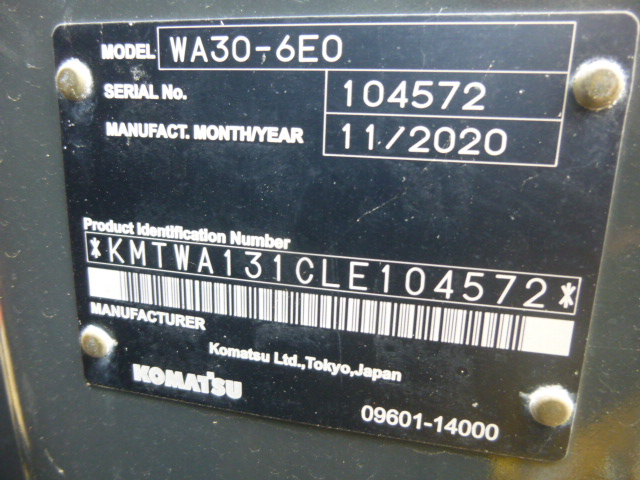 MODEL WA30-6E0
SERIAL No. 104572
MANUFACT. MONTH/YEAR 11/2020
Product Identification Number
*KMTWA131CLE104572*
MANUFACTURER
Komatsu Ltd.,Tokyo,Japan
KOMATSU
09601-14000